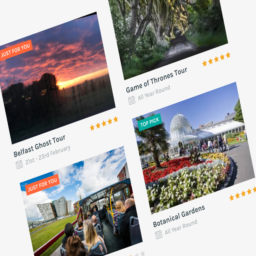 JUST FOR YOU
Belfast Ghost Tour
21st - 23rd February
Game of Thrones Tour
All Year Round
JUST FOR YOU
TOP PICK
Botanical Gardens
All Year Round